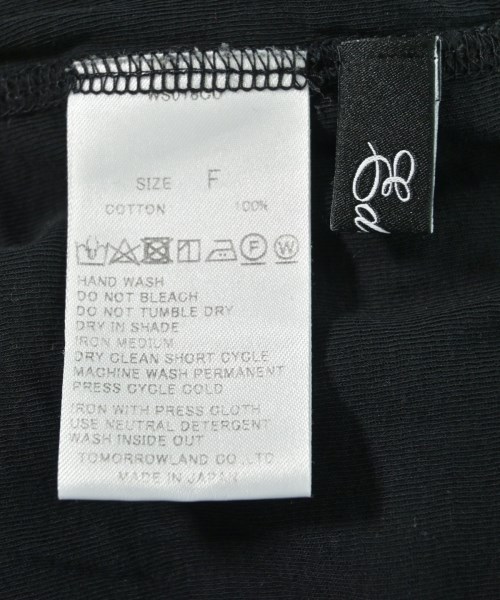 SIZE F
COTTON 100%
F W
HAND WASH
DO NOT BLEACH
DO NOT TUMBLE DRY
DRY IN SHADE
IRON MEDIUM
DRY CLEAN SHORT CYCLE
MACHINE WASH PERMANENT
PRESS CYCLE COLD
IRON WITH PRESS CLOTH
USE NEUTRAL DETERGENT
WASH INSIDE OUT
TOMORROWLAND CO.,LTD
MADE IN JAPAN
Ed